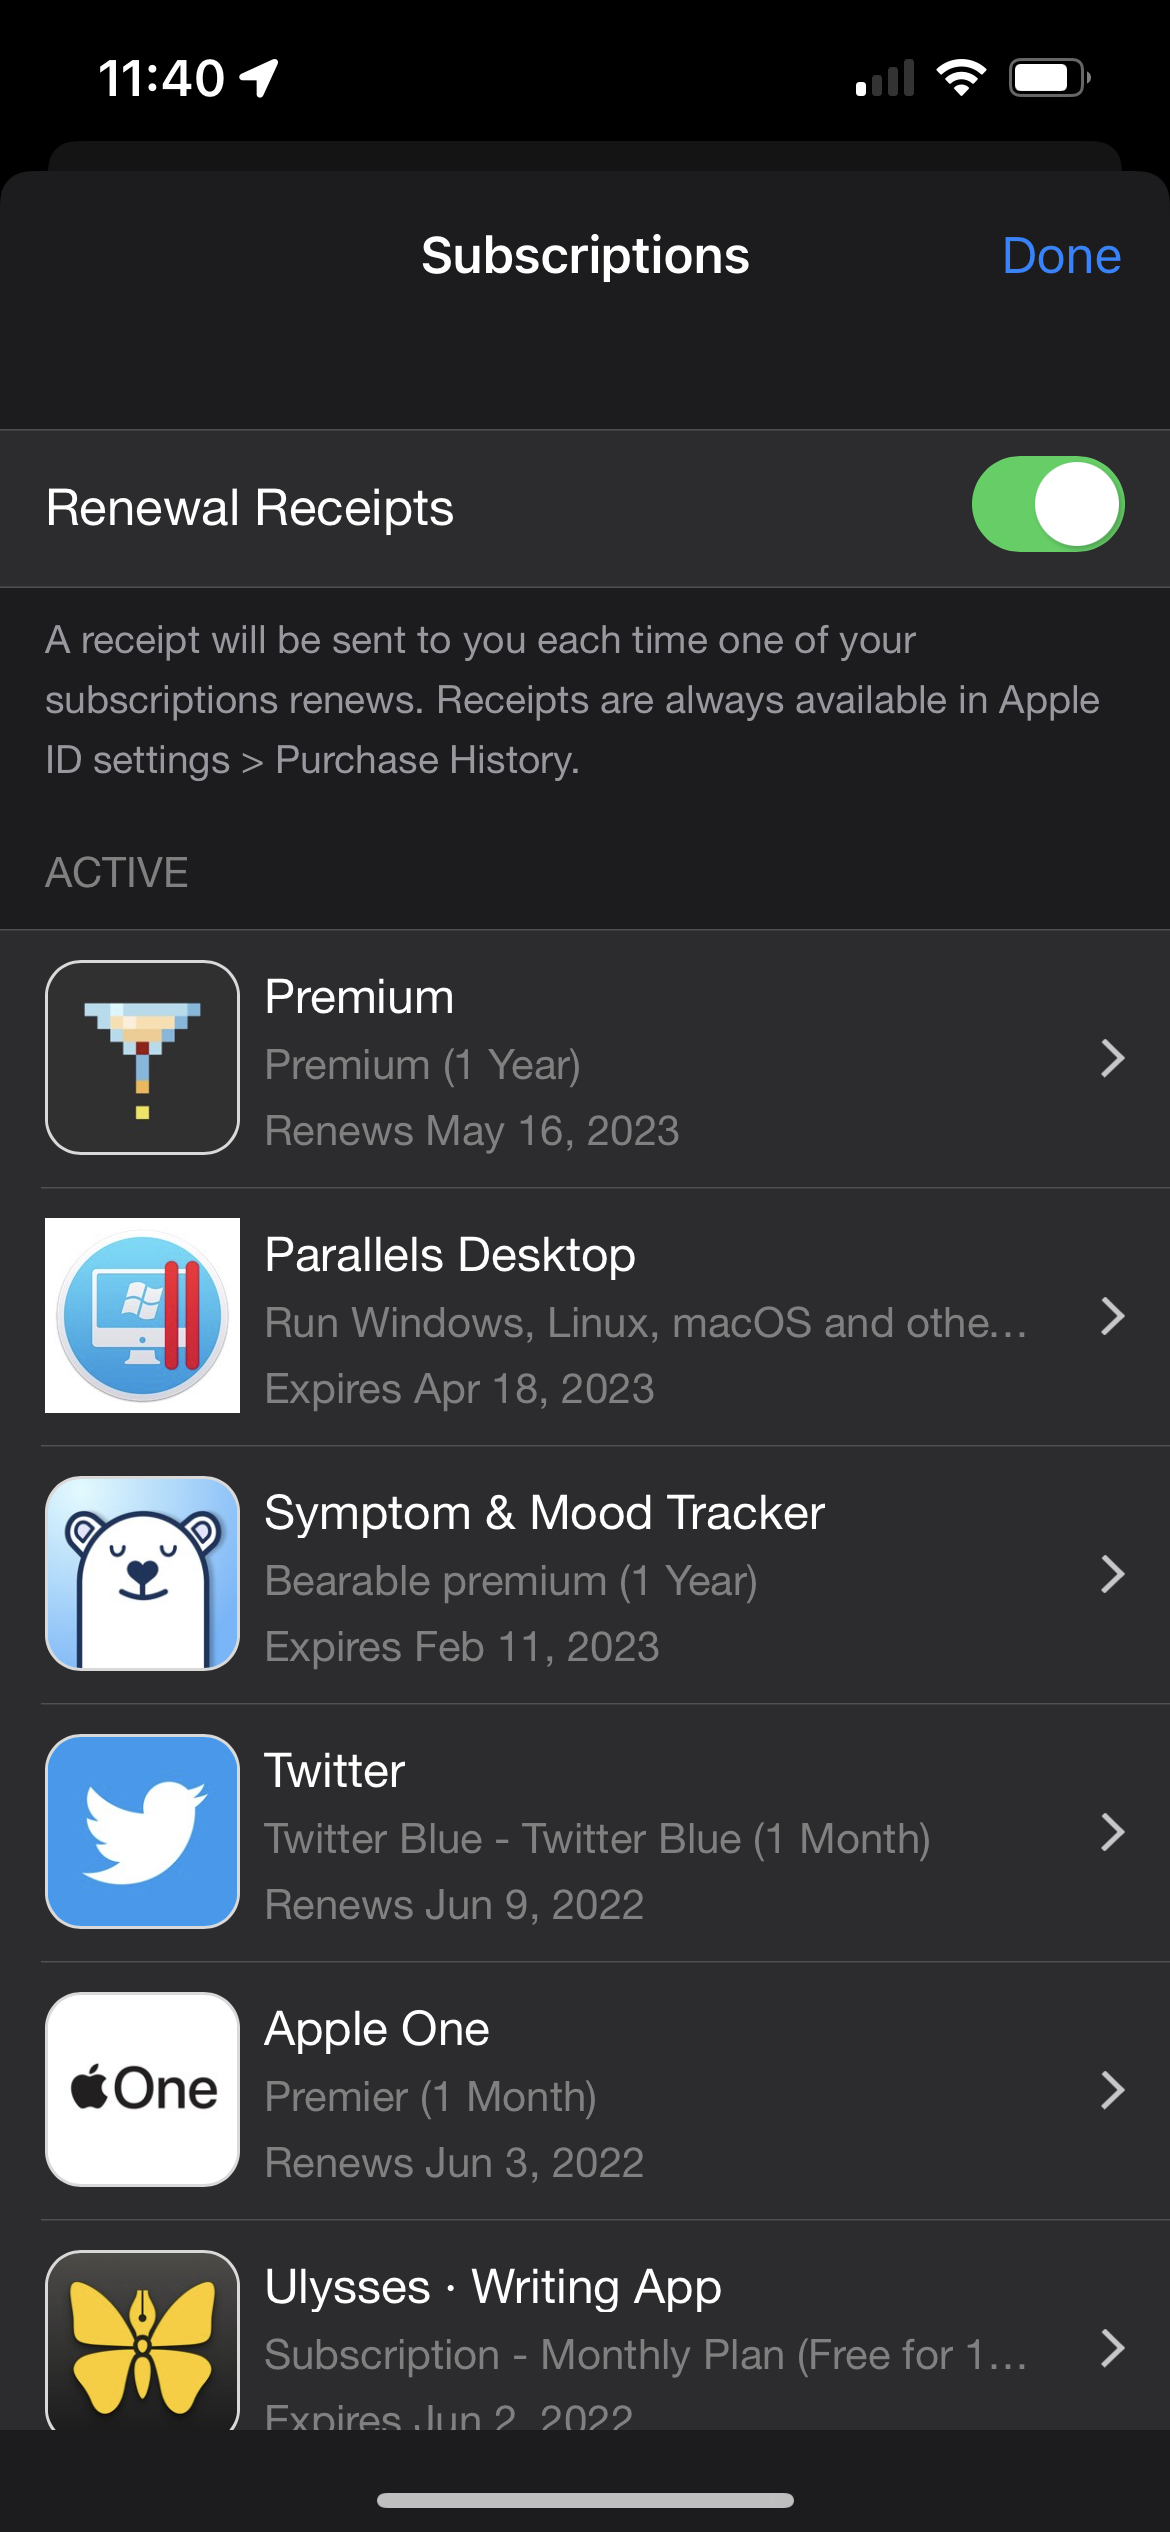 11:40
Subscriptions
Done
Renewal Receipts
A receipt will be sent to you each time one of your
subscriptions renews. Receipts are always available in Apple
ID settings > Purchase History.
ACTIVE
Premium
Premium (1 Year)
Renews May 16, 2023
Parallels Desktop
Run Windows, Linux, macOS and othe...
Expires Apr 18, 2023
Symptom & Mood Tracker
Bearable premium (1 Year)
Expires Feb 11, 2023
Twitter
Twitter Blue - Twitter Blue (1 Month)
Renews Jun 9, 2022
One
Apple One
Premier (1 Month)
Renews Jun 3, 2022
Ulysses · Writing App
Subscription - Monthly Plan (Free for 1...
Expires Jun 2, 2022